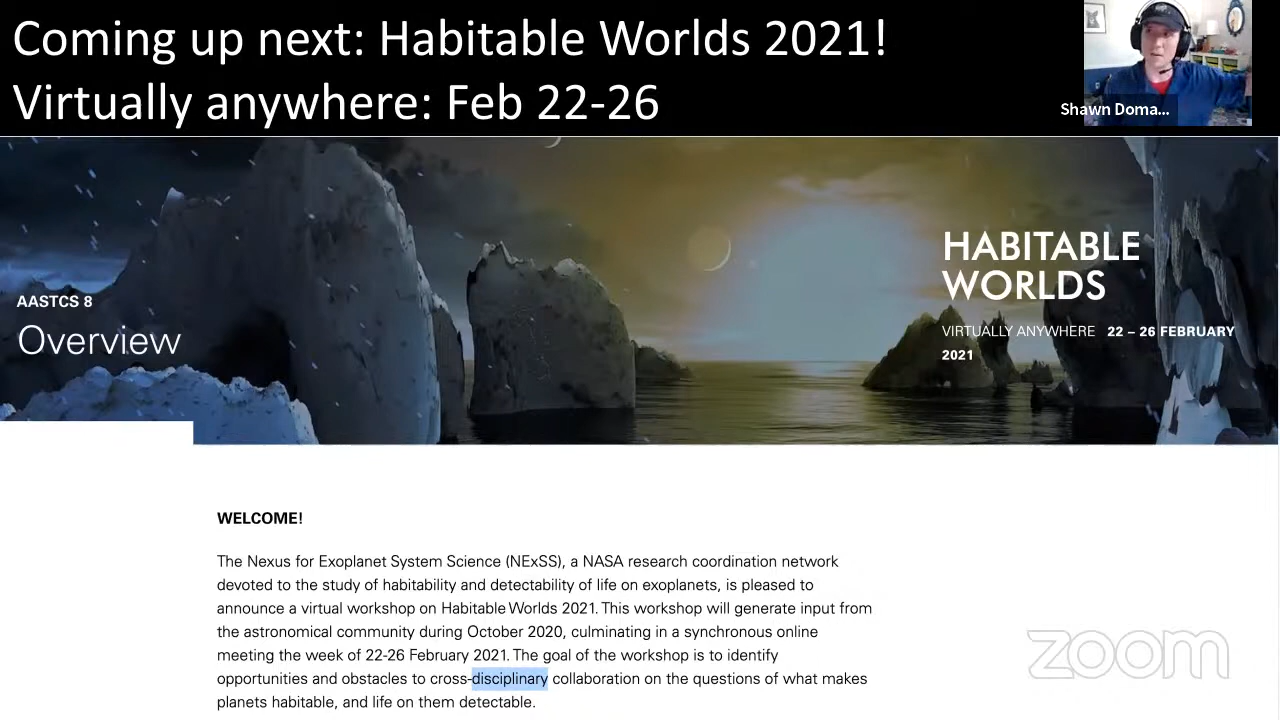 Coming up next: Habitable Worlds 2021!
Virtually anywhere: Feb 22-26
Shawn Doma...
AASTCS 8
Overview
HABITABLE
WORLDS
VIRTUALLY ANYWHERE 22 – 26 FEBRUARY
2021
WELCOME!
The Nexus for Exoplanet System Science (NExSS), a NASA research coordination network
devoted to the study of habitability and detectability of life on exoplanets, is pleased to
announce a virtual workshop on Habitable Worlds 2021. This workshop will generate input from
the astronomical community during October 2020, culminating in a synchronous online
meeting the week of 22-26 February 2021. The goal of the workshop is to identify
opportunities and obstacles to cross-disciplinary collaboration on the questions of what makes
planets habitable, and life on them detectable.
zoom